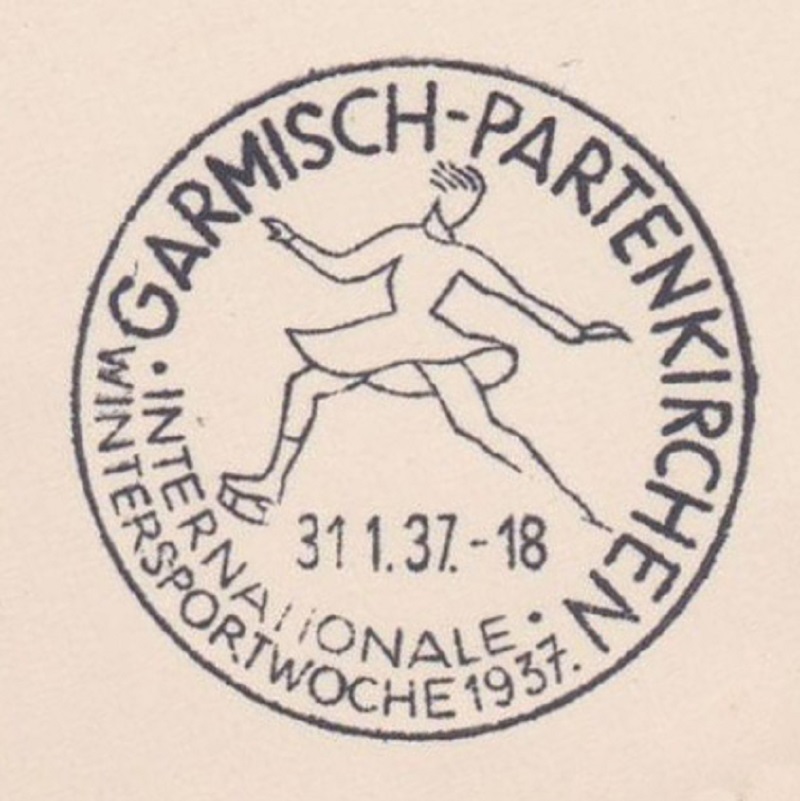 GARMISCH-PARTENKIRCHEN
• INTERNATIONALE •
WINTERSPORTWOCHE 1937.
31 1.37.-18